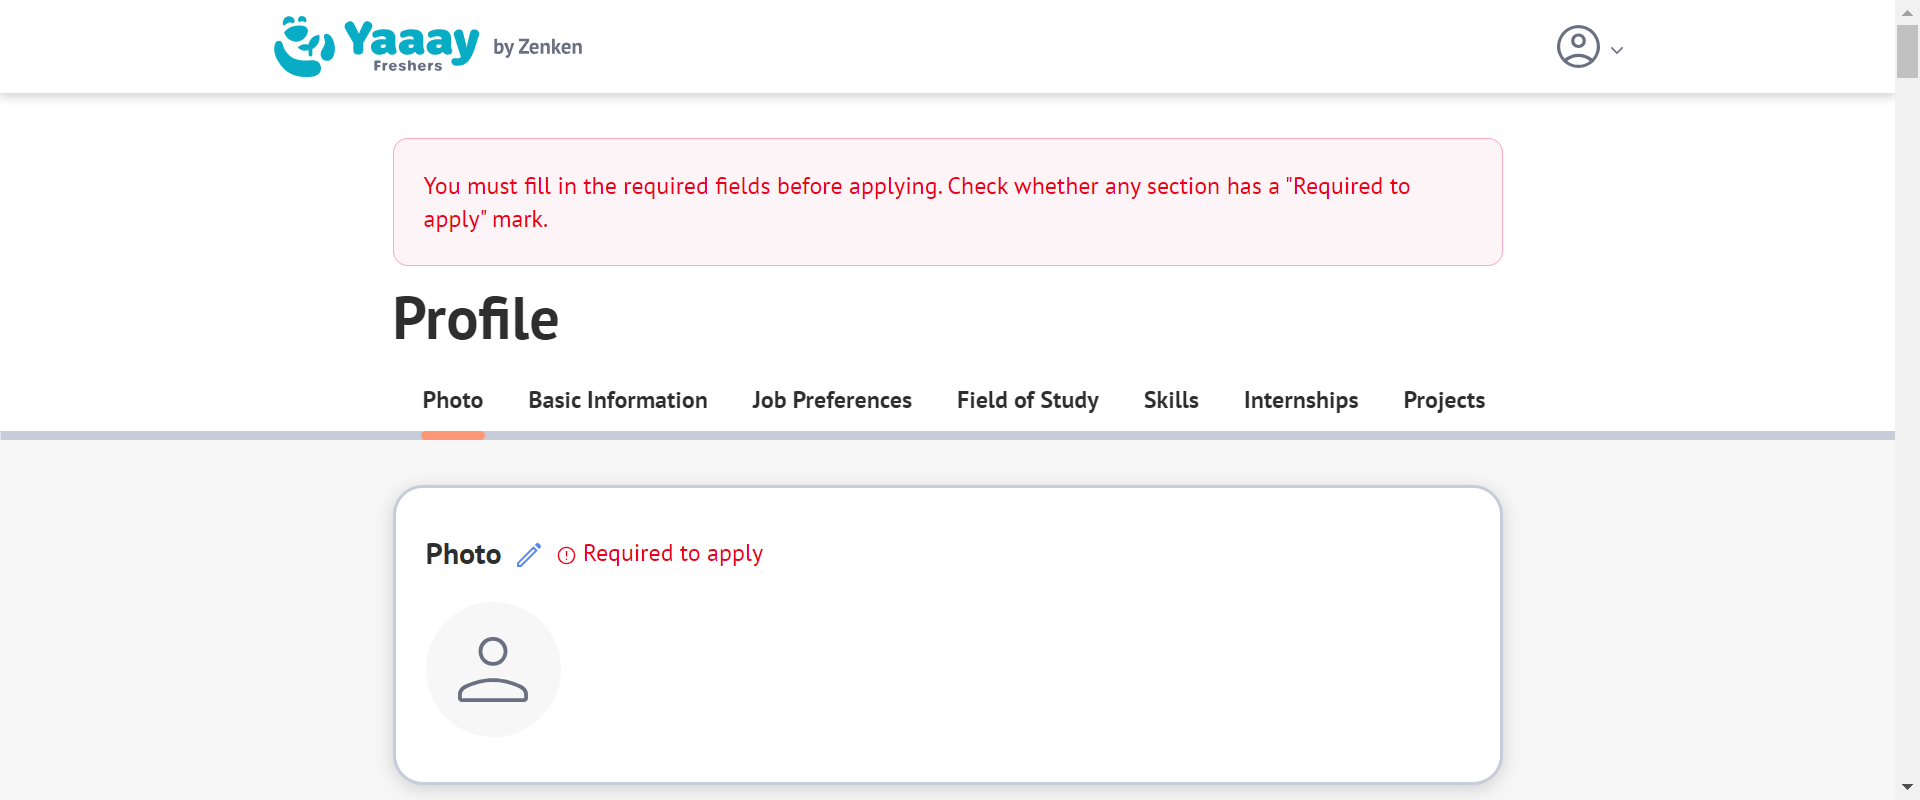 Yaaay
Freshers
by Zenken
You must fill in the required fields before applying. Check whether any section has a "Required to
apply" mark.
Profile
Photo Basic Information Job Preferences Field of Study Skills Internships Projects
Photo Required to apply